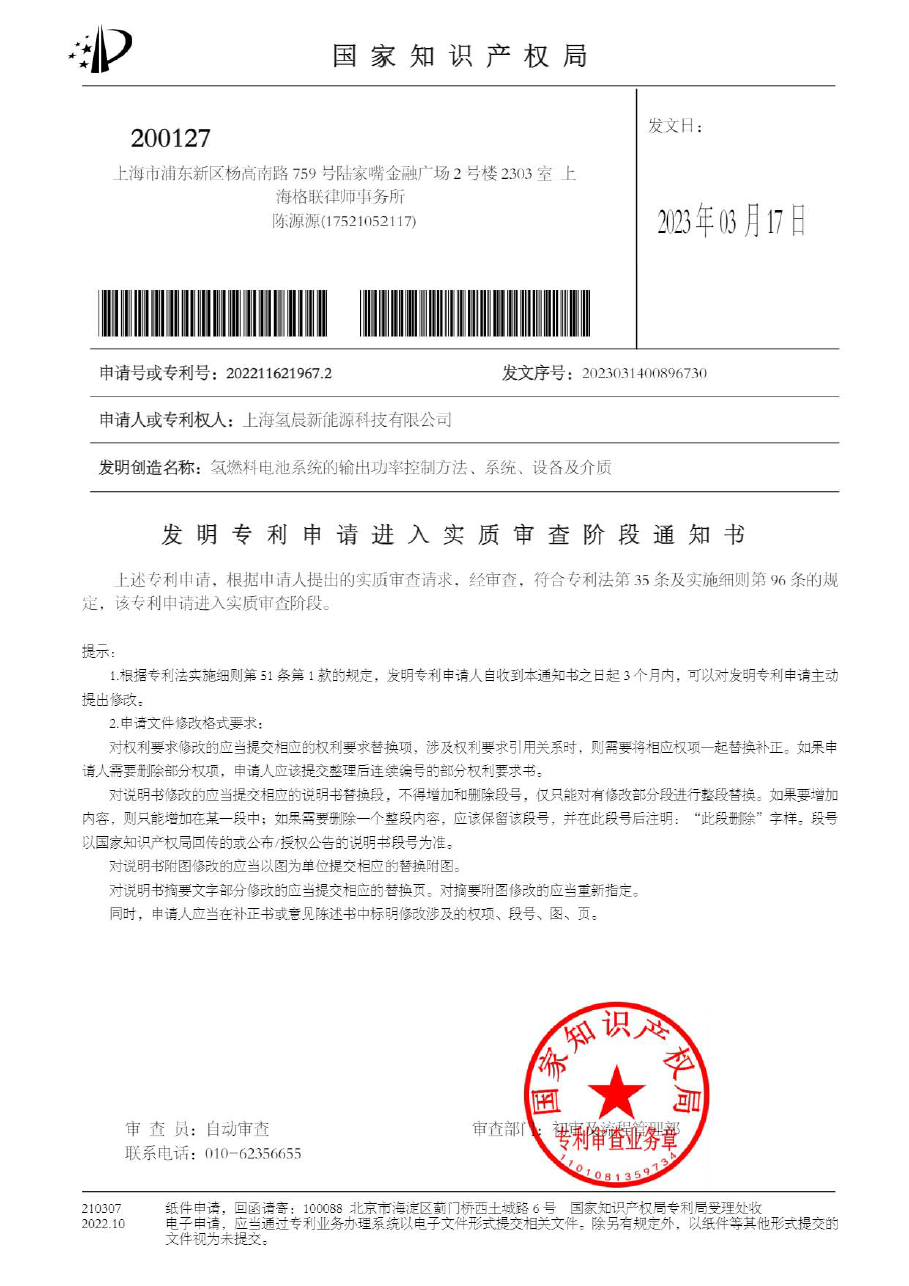 国家知识产权局
200127
上海市浦东新区杨高南路 759 号陆家嘴金融广场 2 号楼 2303 室 上
海格联律师事务所
陈源源(17521052117)
发文日:
2023年03月17日
申请号或专利号:202211621967.2
发文序号:2023031400896730
申请人或专利权人:上海氢晨新能源科技有限公司
发明创造名称:氢燃料电池系统的输出功率控制方法、系统、设备及介质
发明专利申请进入实质审查阶段通知书
上述专利申请,根据申请人提出的实质审查请求,经审查,符合专利法第 35 条及实施细则第 96 条的规
定,该专利申请进入实质审查阶段。
提示:
1.根据专利法实施细则第 51 条第 1 款的规定,发明专利申请人自收到本通知书之日起 3 个月内,可以对发明专利申请主动
提出修改。
2.申请文件修改格式要求:
对权利要求修改的应当提交相应的权利要求替换项,涉及权利要求引用关系时,则需要将相应权项一起替换补正。如果申
请人需要删除部分权项,申请人应该提交整理后连续编号的部分权利要求书。
对说明书修改的应当提交相应的说明书替换段,不得增加和删除段号,仅只能对有修改部分段进行整段替换。如果要增加
内容,则只能增加在某一段中;如果需要删除一个整段内容,应该保留该段号,并在此段号后注明:“此段删除”字样。段号
以国家知识产权局回传的或公布/授权公告的说明书段号为准。
对说明书附图修改的应当以图为单位提交相应的替换附图。
对说明书摘要文字部分修改的应当提交相应的替换页。对摘要附图修改的应当重新指定。
同时,申请人应当在补正书或意见陈述书中标明修改涉及的权项、段号、图、页。
国家知识产权局
专利审查业务章
1101081359734
审 查 员:自动审查
审查部门:初审及流程管理部
联系电话:010-62356655
210307
2022.10
纸件申请,回函请寄:100088 北京市海淀区蓟门桥西土城路 6 号 国家知识产权局专利局受理处收
电子申请,应当通过专利业务办理系统以电子文件形式提交相关文件。除另有规定外,以纸件等其他形式提交的
文件视为未提交。